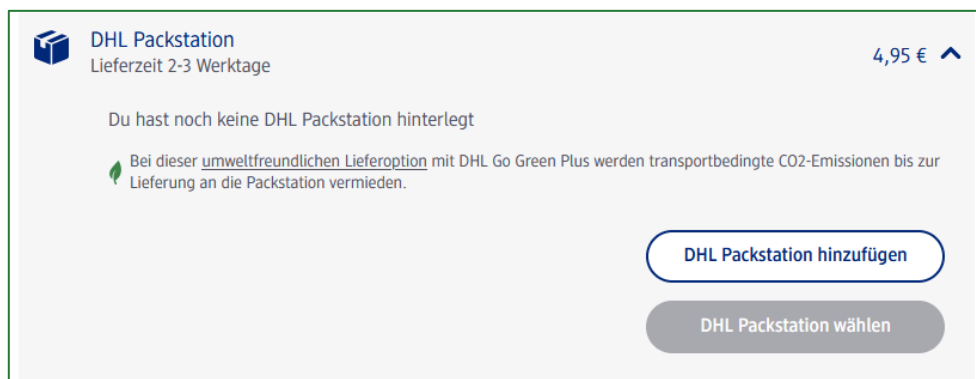 DHL Packstation
Lieferzeit 2-3 Werktage
4,95 €
Du hast noch keine DHL Packstation hinterlegt
Bei dieser umweltfreundlichen Lieferoption mit DHL Go Green Plus werden transportbedingte CO2-Emissionen bis zur
Lieferung an die Packstation vermieden.
DHL Packstation hinzufügen
DHL Packstation wählen